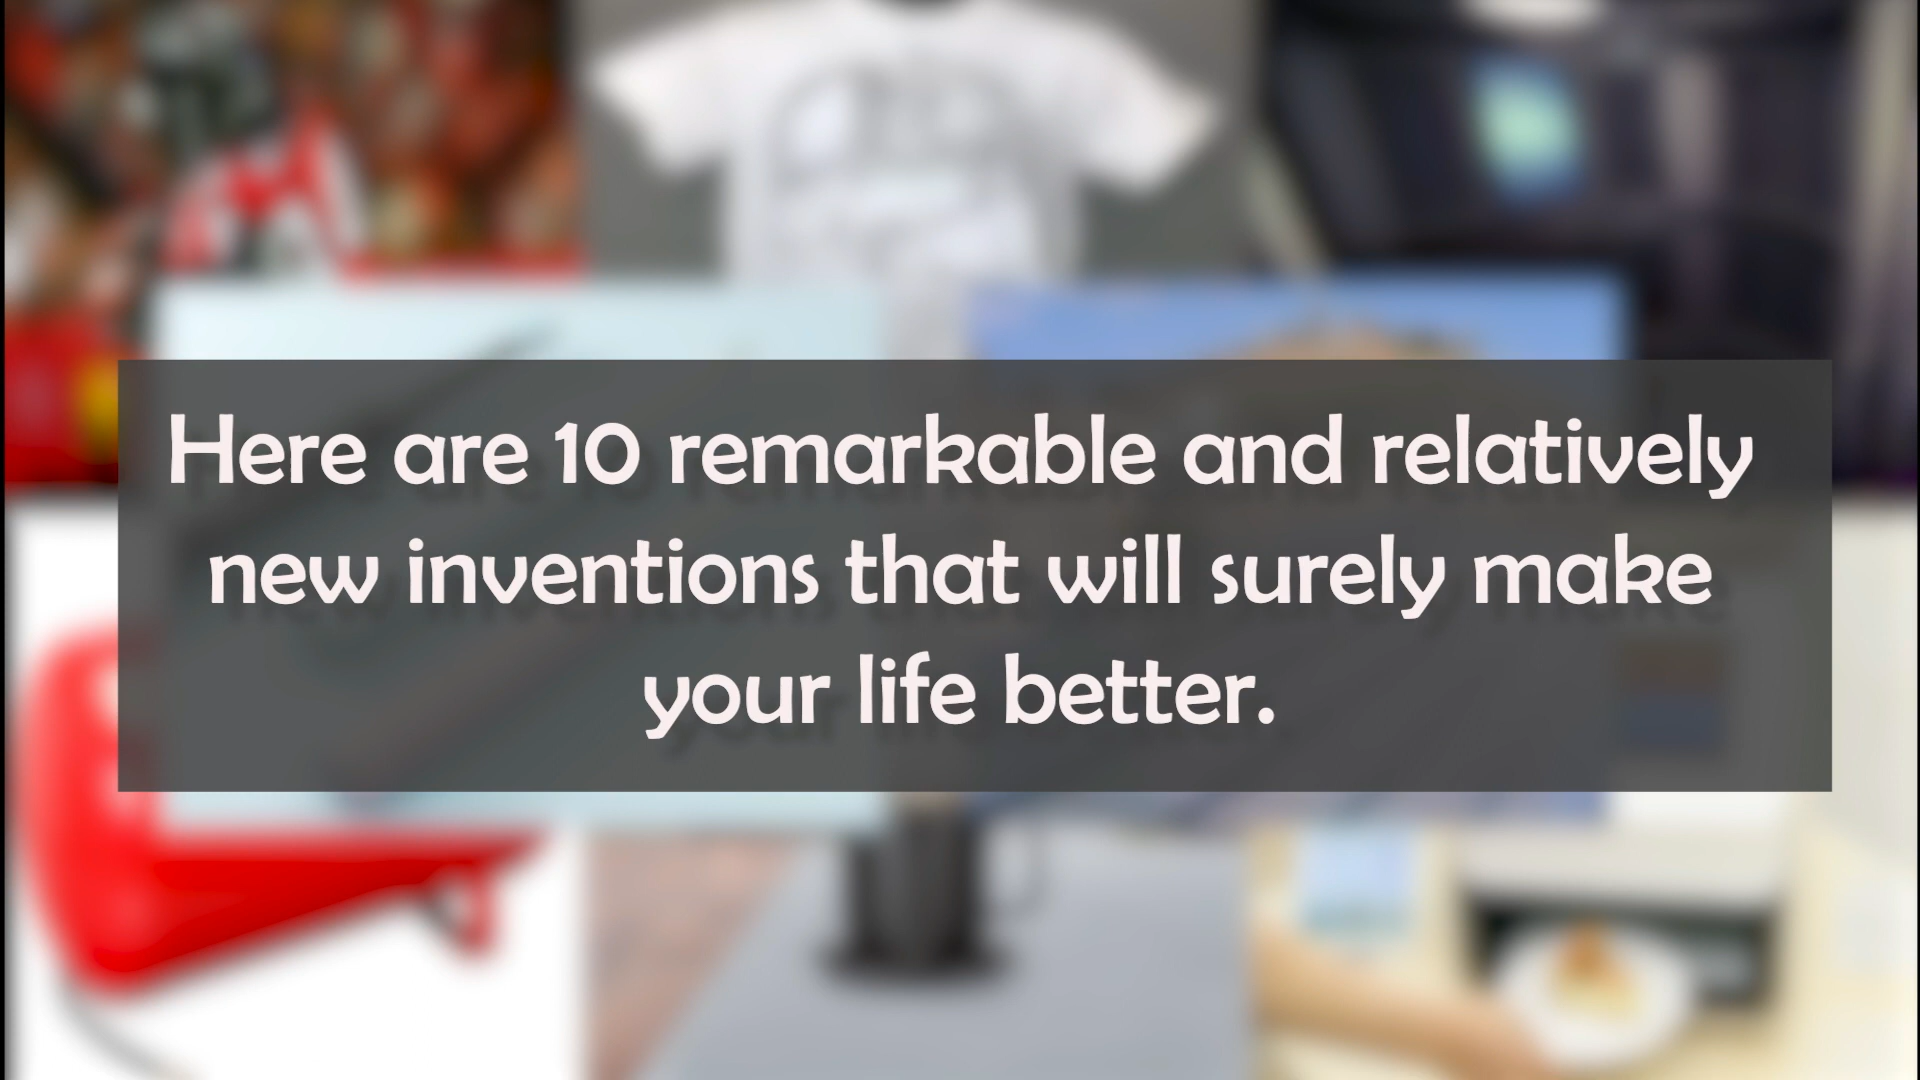 Here are 10 remarkable and relatively
new inventions that will surely make
your life better.